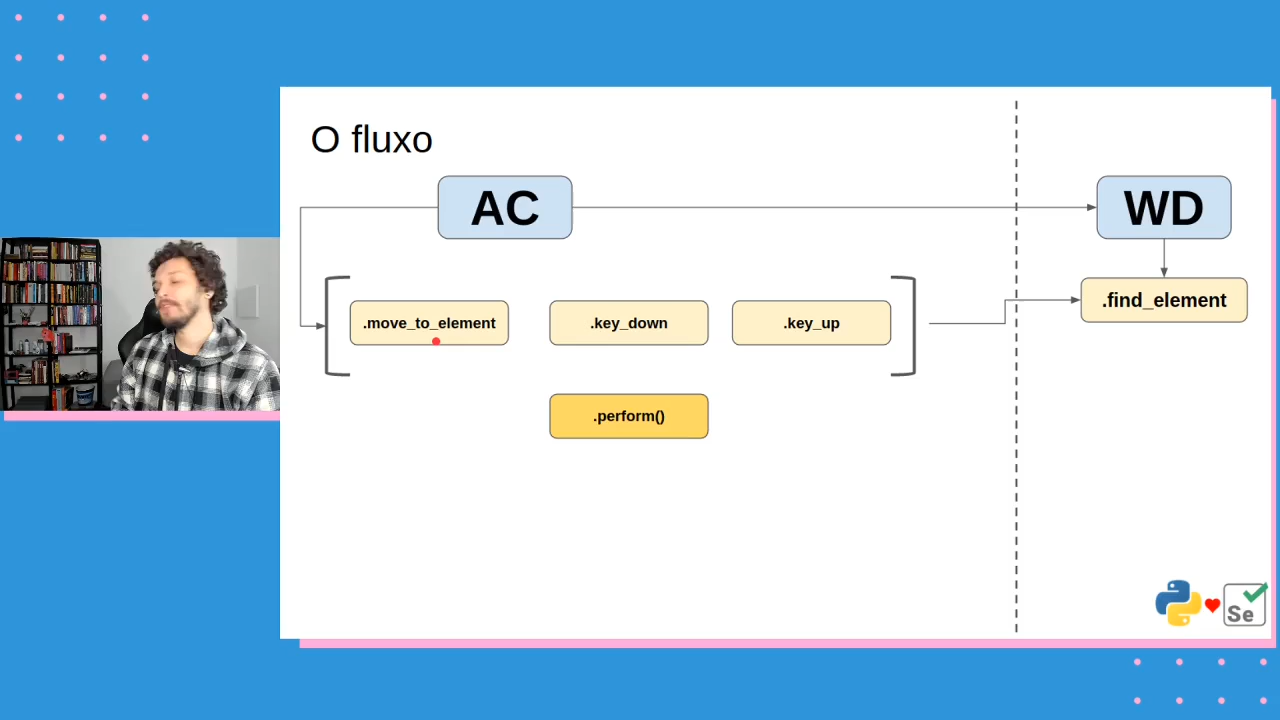 O fluxo
AC
WD
.find_element
.move_to_element
.key_down
.key_up
.perform()
Se